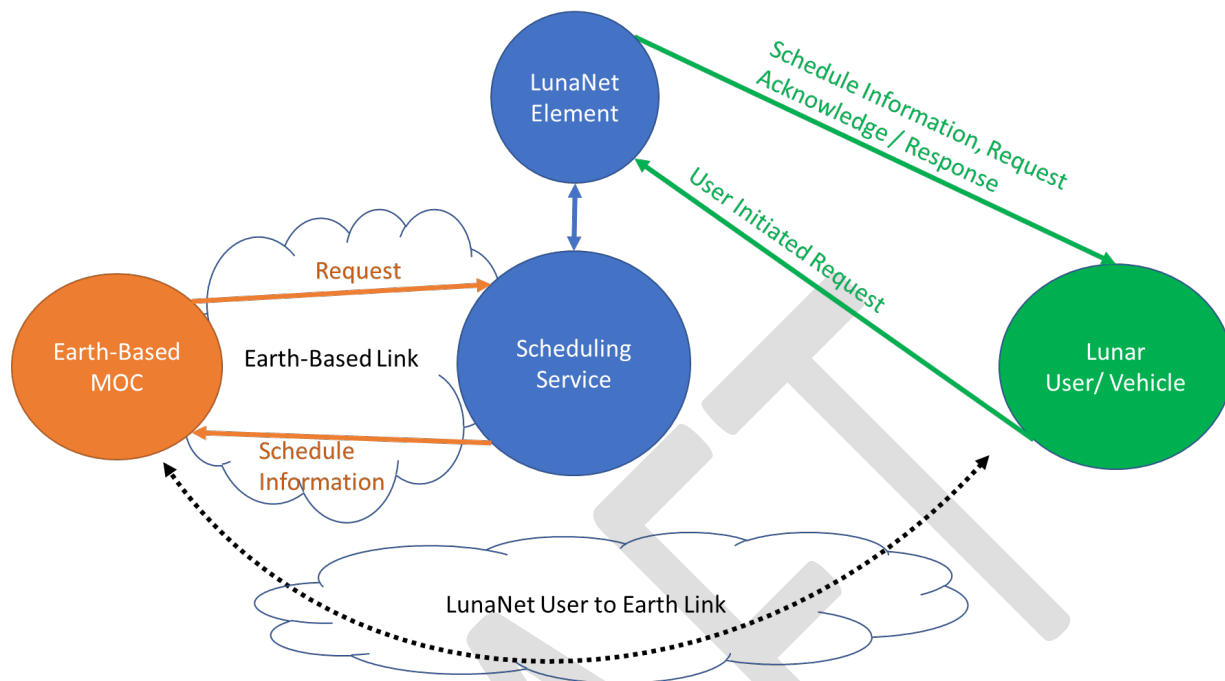 LunaNet
Element
Schedule Information, Request
Acknowledge / Response
User Initiated Request
Request
Earth-Based
MOC
Earth-Based Link
Scheduling
Service
Lunar
User/ Vehicle
Schedule
Information
LunaNet User to Earth Link